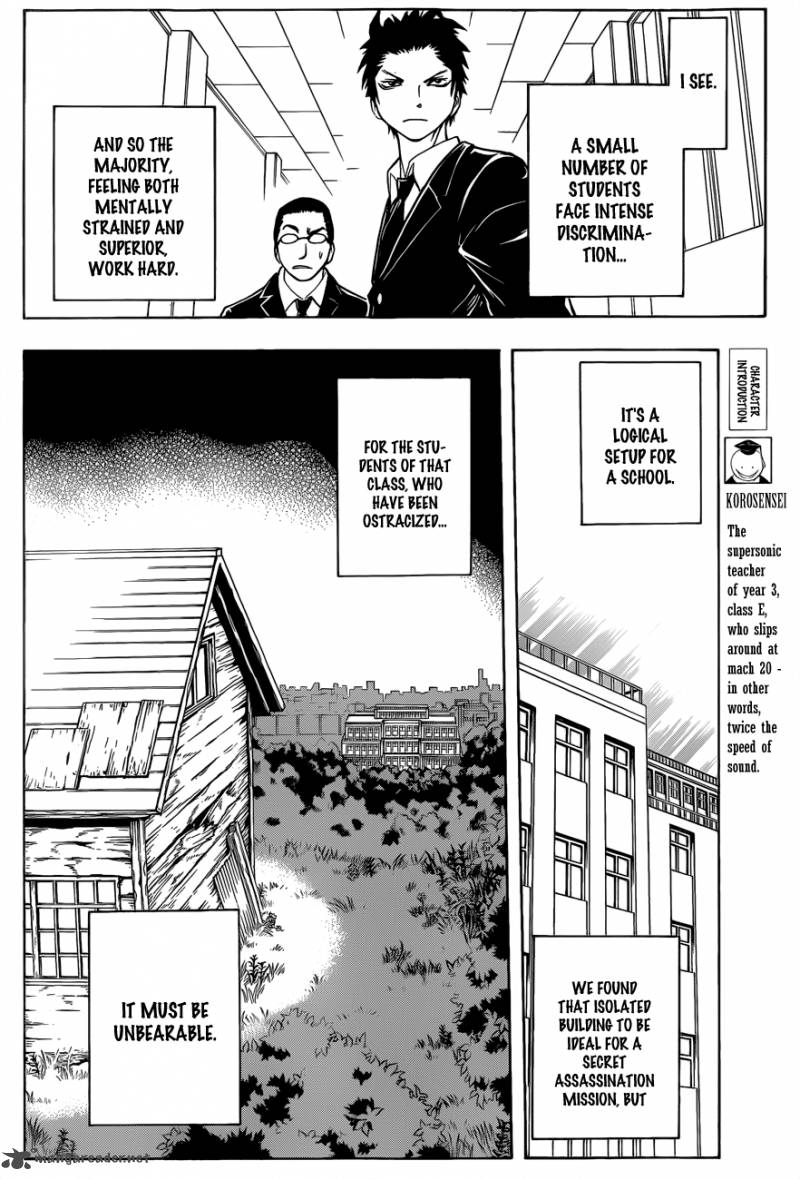 I SEE.
A SMALL
NUMBER OF
STUDENTS
FACE INTENSE
DISCRIMINA-
TION...
AND SO THE
MAJORITY,
FEELING BOTH
MENTALLY
STRAINED AND
SUPERIOR,
WORK HARD.
IT'S A
LOGICAL
SETUP FOR
A SCHOOL.
WE FOUND
THAT ISOLATED
BUILDING TO BE
IDEAL FOR A
SECRET
ASSASSINATION
MISSION, BUT
FOR THE STU-
DENTS OF THAT
CLASS, WHO
HAVE BEEN
OSTRACIZED...
IT MUST BE
UNBEARABLE.
CHARACTER
INTRODUCTION
KOROSENSEI
The
supersonic
teacher
of year 3,
class E,
who slips
around at
mach 20 -
in other
words,
twice the
speed of
sound.
mangareader.net